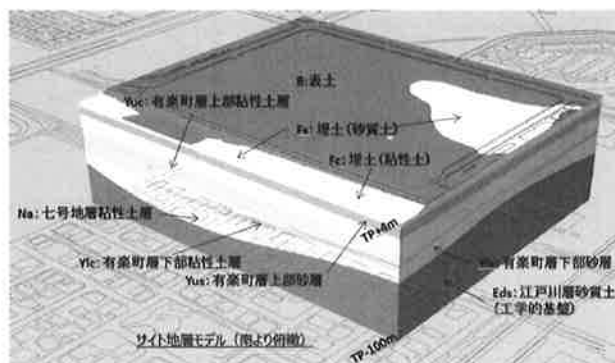 B:表土
Yuc:有楽町層上部粘性土層
Fs:埋土(砂質土)
Fc:埋土(粘性土)
Na:七号地層粘性土層
TP+4m
Ylc:有楽町層下部粘性土層
Yus:有楽町層上部砂層
有楽町層下部砂層
Eds:江戸川層砂質土
(工学的基盤)
サイト地層モデル(南より俯瞰)
TP-100m